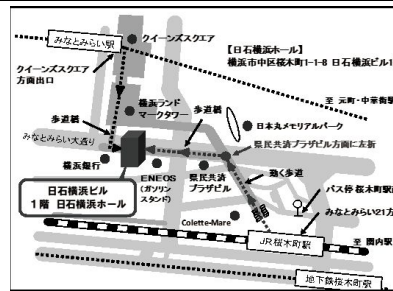 みなとみらい駅
クイーンズスクエア
【日石横浜ホール】
横浜市中区桜木町1-1-8 日石横浜ビル1
クイーンズスクエア
方面出口
至 元町・中華街駅
歩道橋
横浜ランド
マークタワー
歩道橋
日本丸メモリアルパーク
みなとみらい大通り
県民共済プラザビル方面に左折
横浜銀行
ENEOS
(ガソリン
スタンド)
県民共済
プラザビル
動く歩道
バス停 桜木町駅前
日石横浜ビル
1階 日石横浜ホール
Colette-Mare
みなとみらい21方
JR桜木町駅
至 関内駅
地下鉄桜木町駅